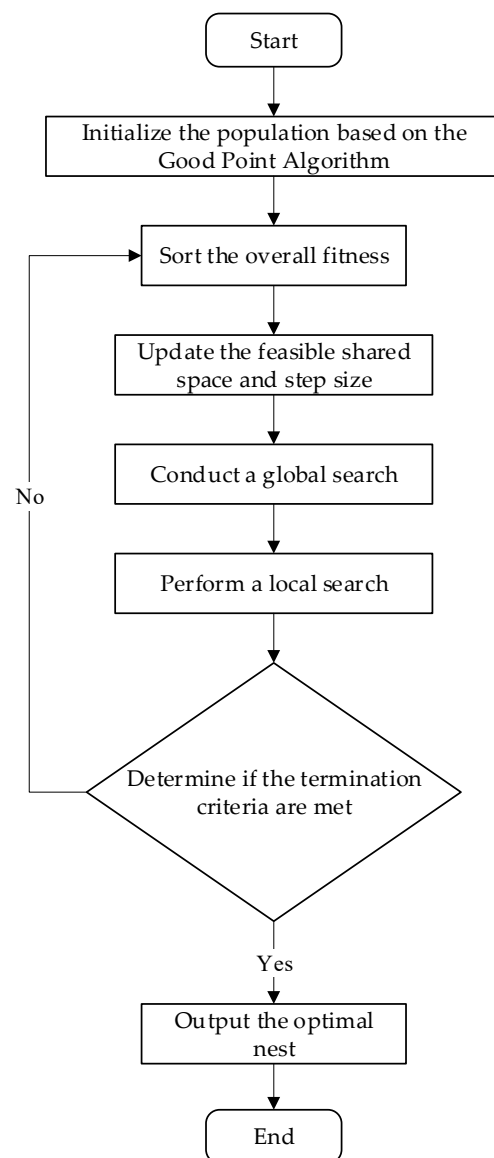 Start
Initialize the population based on the
Good Point Algorithm
Sort the overall fitness
Update the feasible shared
space and step size
Conduct a global search
No
Perform a local search
Determine if the termination
criteria are met
Yes
Output the optimal
nest
End